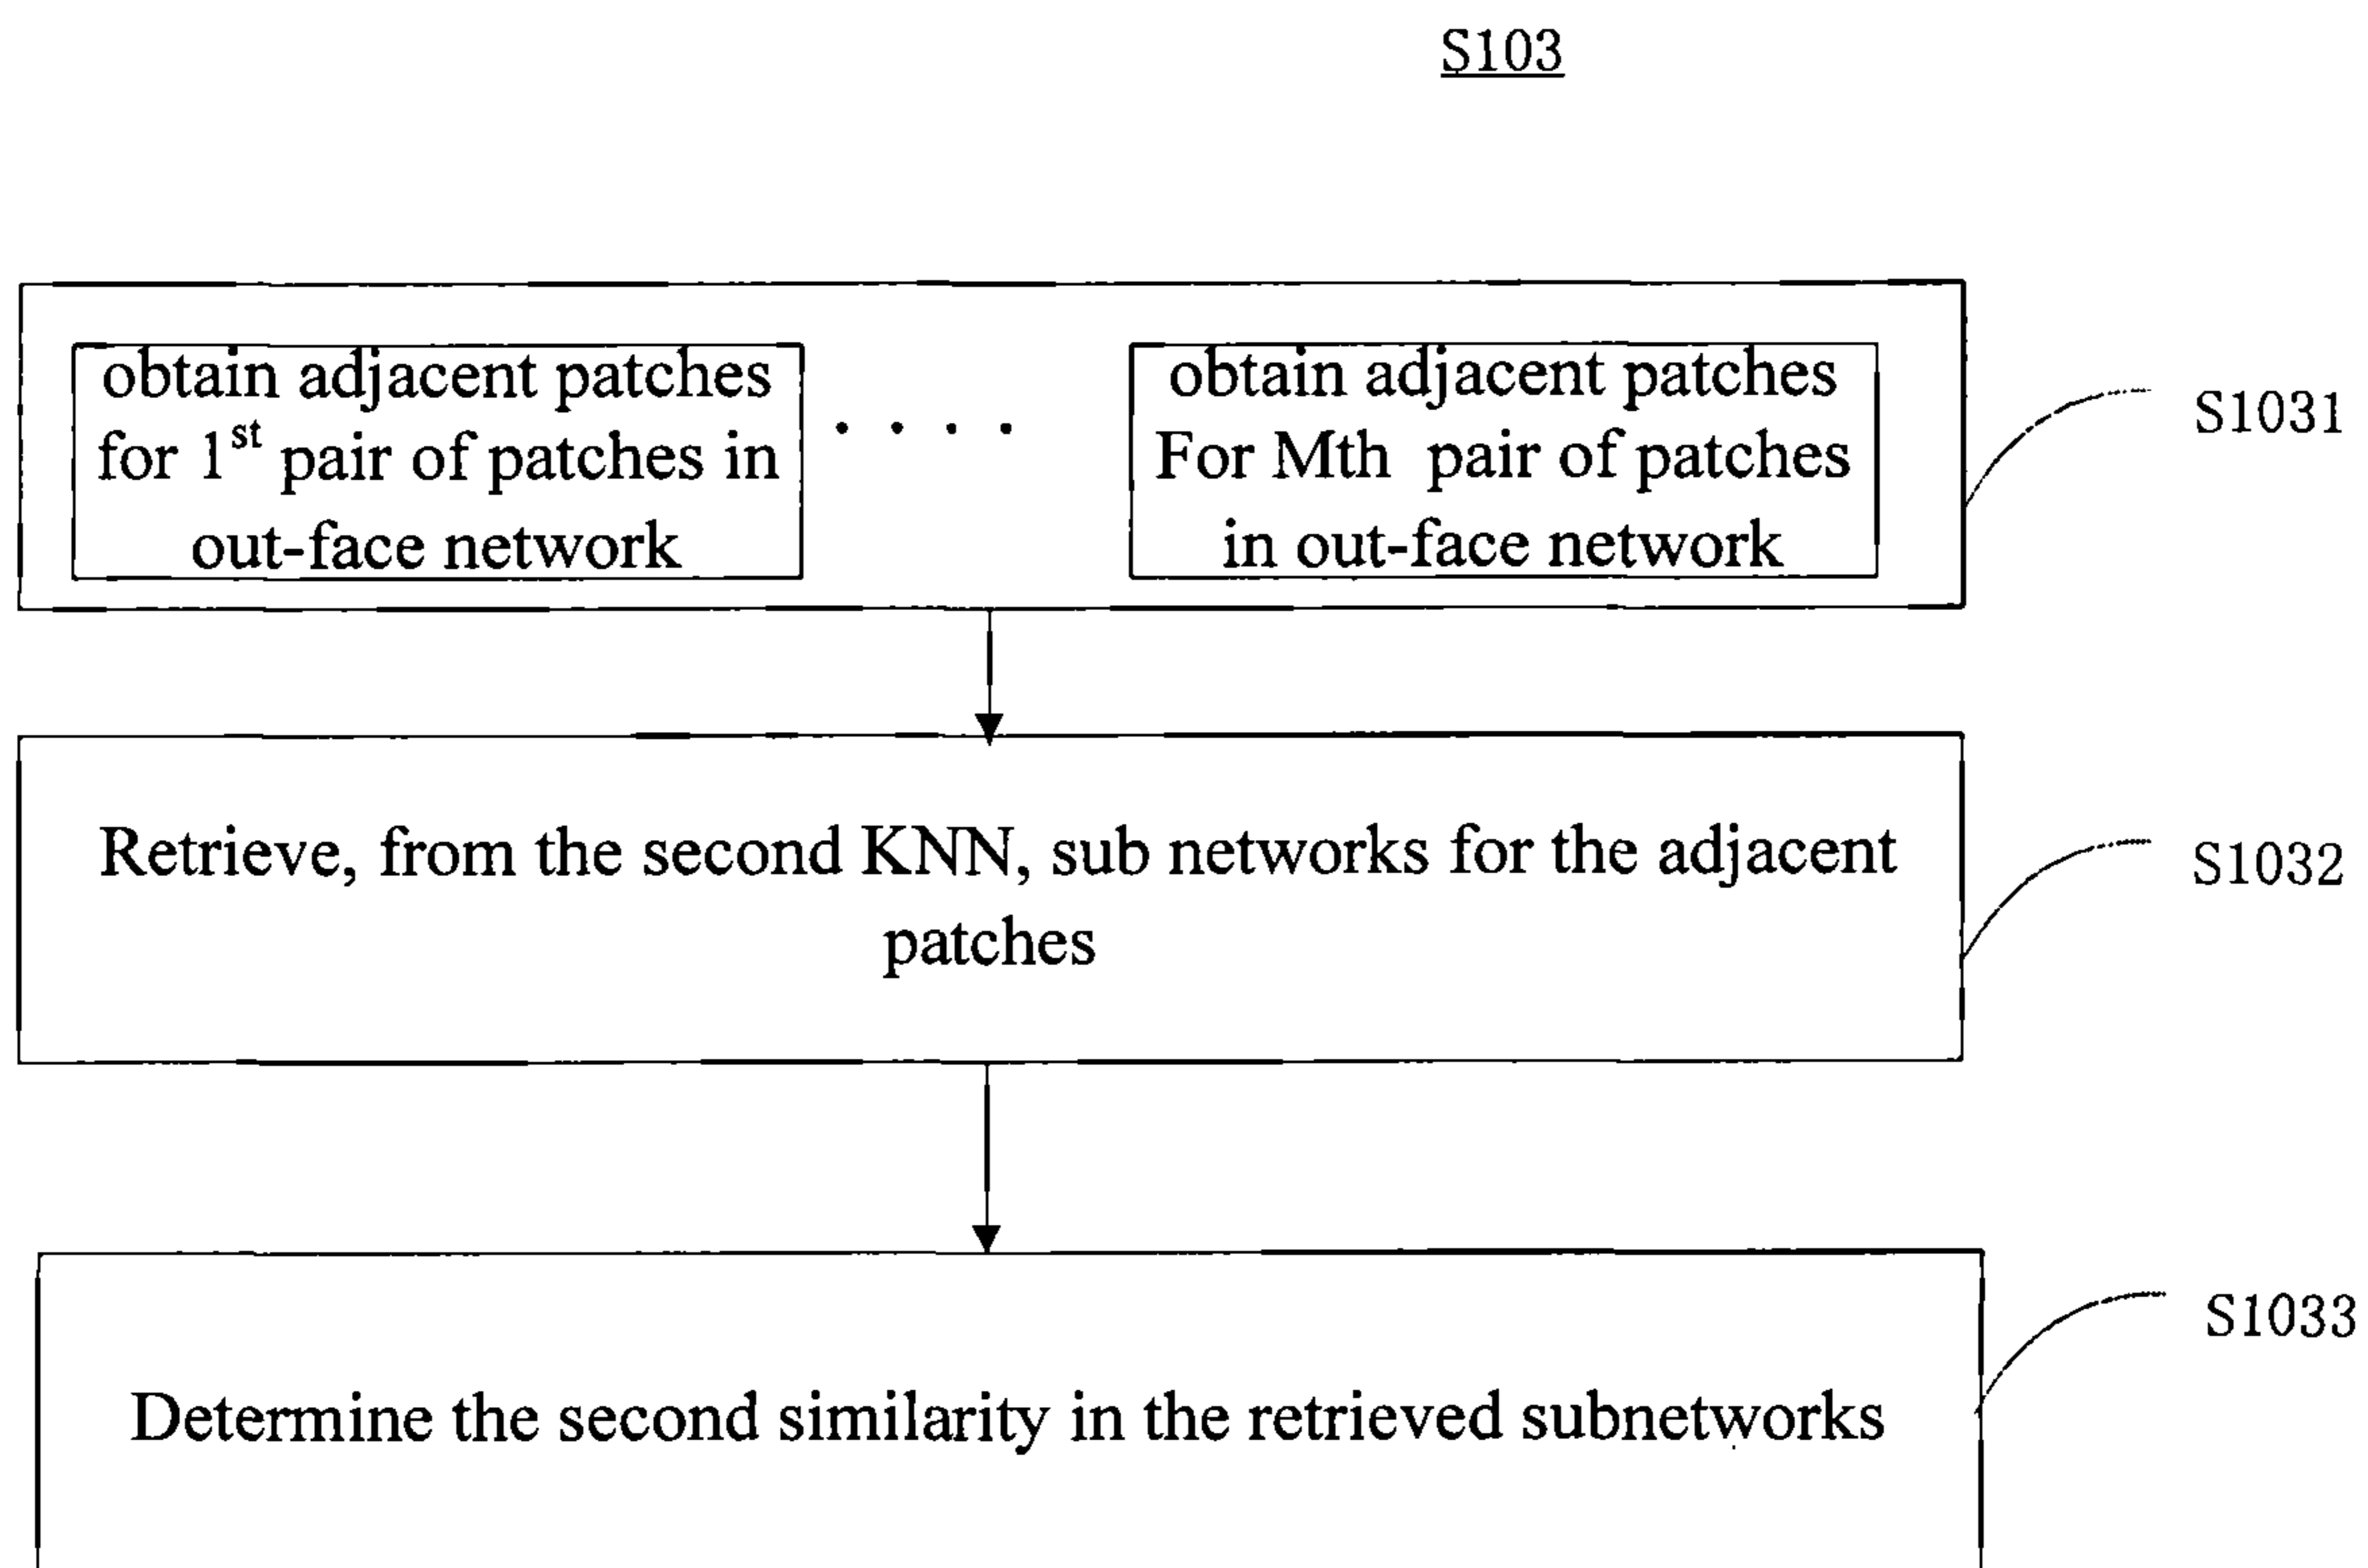 S103
obtain adjacent patches
for 1st pair of patches in
out-face network
. . . .
obtain adjacent patches
For Mth pair of patches
in out-face network
S1031
Retrieve, from the second KNN, sub networks for the adjacent
patches
S1032
Determine the second similarity in the retrieved subnetworks
S1033